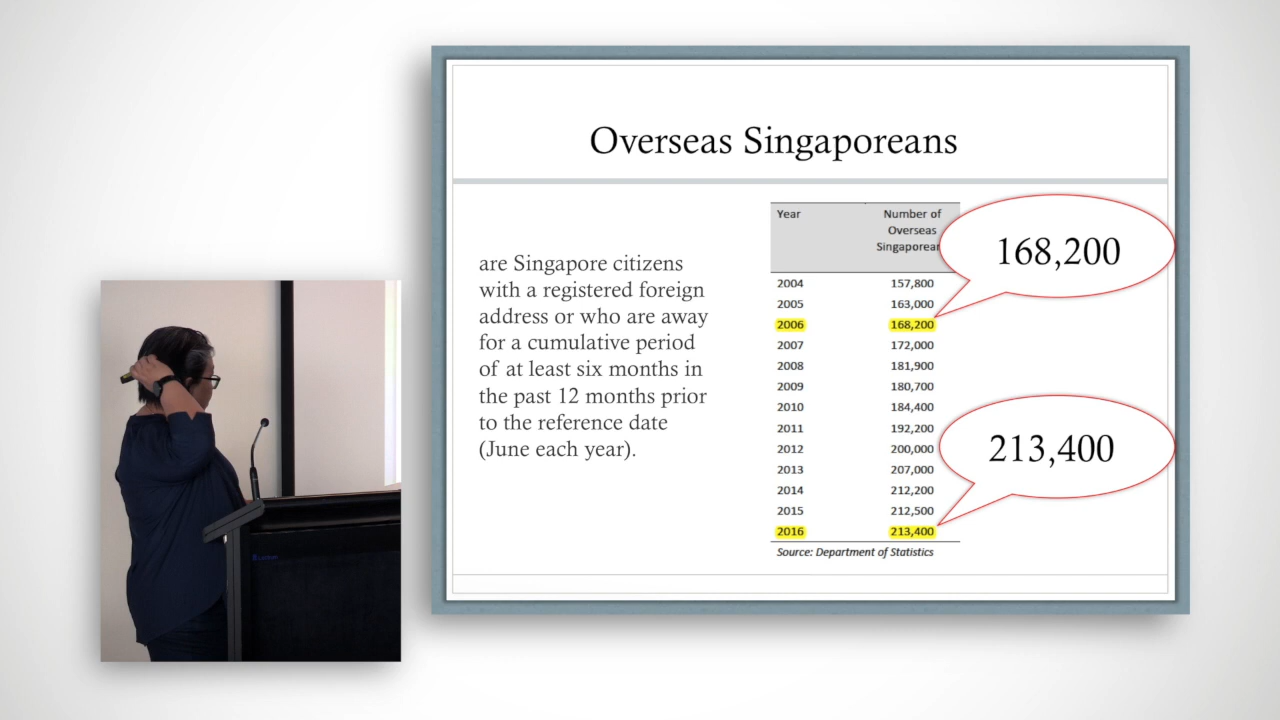 Overseas Singaporeans
are Singapore citizens
with a registered foreign
address or who are away
for a cumulative period
of at least six months in
the past 12 months prior
to the reference date
(June each year).
Year Number of
Overseas
2004 157,800
2005 163,000
2006 168,200
2007 172,000
2008 181,900
2009 180,700
2010 184,400
2011 192,200
2012 200,000
2013 207,000
2014 212,200
2015 212,500
2016 213,400
Source: Department of Statistics
168,200
213,400